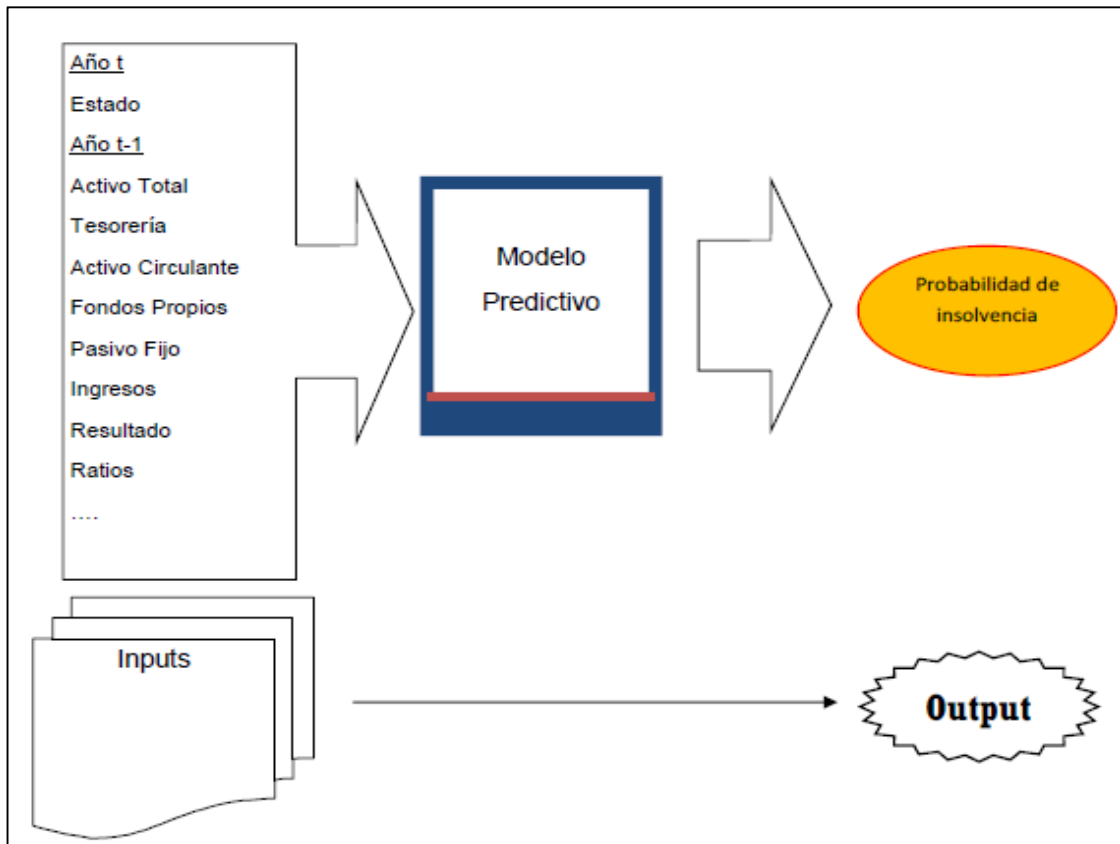 Año t
Estado
Año t-1
Activo Total
Tesorería
Activo Circulante
Fondos Propios
Pasivo Fijo
Ingresos
Resultado
Ratios
....
Modelo
Predictivo
Probabilidad de
insolvencia
Inputs
Output